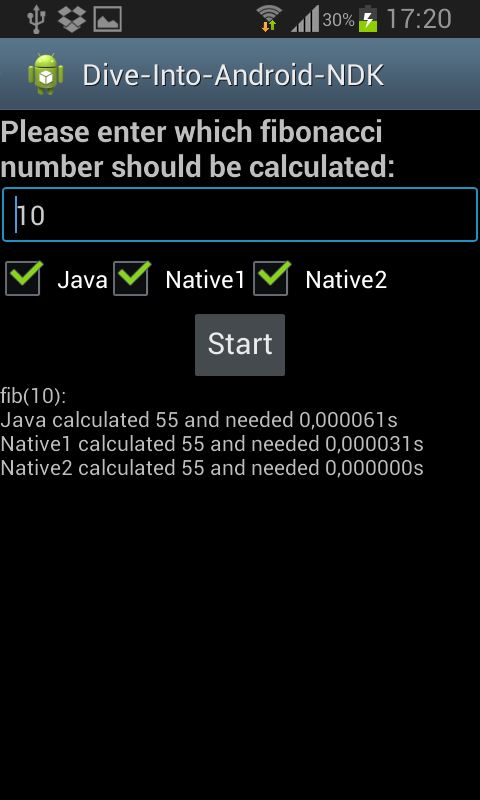 30% 17:20
Dive-Into-Android-NDK
Please enter which fibonacci
number should be calculated:
10
Java Native1 Native2
Start
fib(10):
Java calculated 55 and needed 0,000061s
Native1 calculated 55 and needed 0,000031s
Native2 calculated 55 and needed 0,000000s